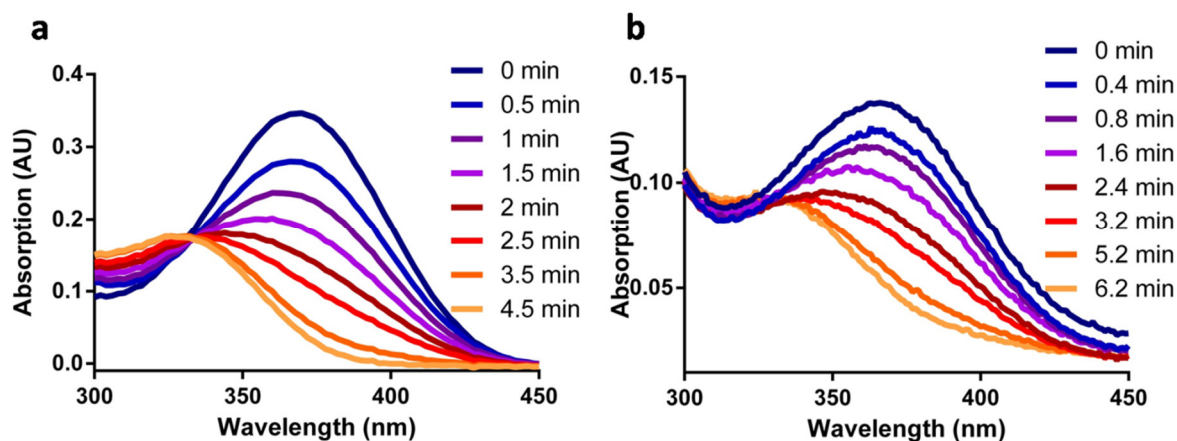 a
0.4
0.3
0.2
0.1
0.0
Absorption (AU)
300
350
400
450
Wavelength (nm)
0 min
0.5 min
1 min
1.5 min
2 min
2.5 min
3.5 min
4.5 min
b
0.15
0.10
0.05
Absorption (AU)
300
350
400
450
Wavelength (nm)
0 min
0.4 min
0.8 min
1.6 min
2.4 min
3.2 min
5.2 min
6.2 min